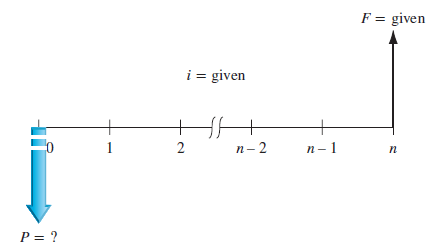 F = given
i = given
0 1 2 n – 2 n – 1 n
P = ?